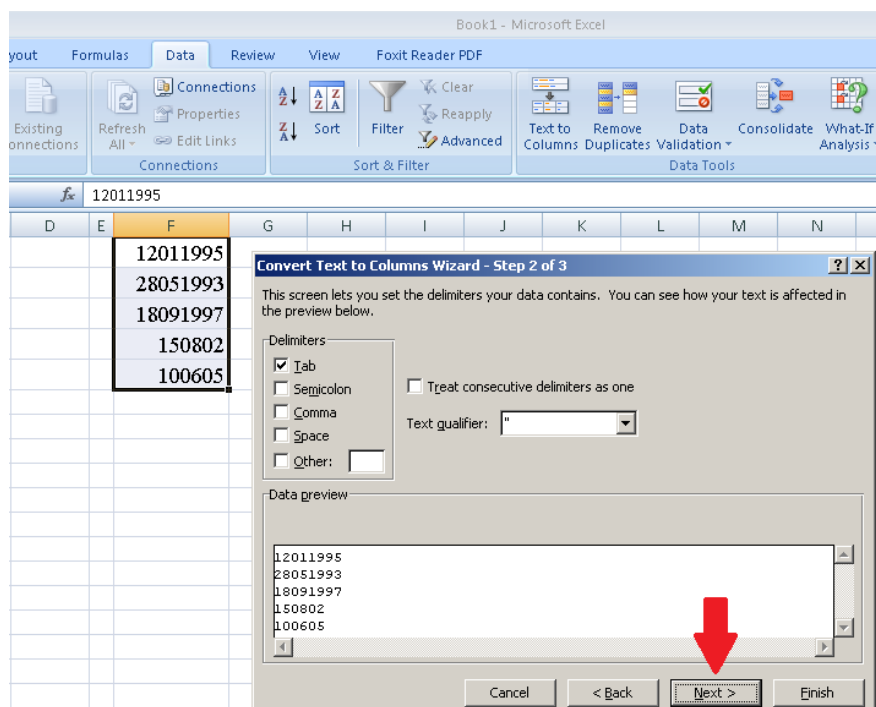 Book1 - Microsoft Excel
yout Formulas Data Review View Foxit Reader PDF
Existing
onnections
Refresh
All
Connections
Properties
Edit Links
Connections
A Z
Z A
A Z
Z A
Sort
Filter
Clear
Reapply
Advanced
Sort & Filter
Text to
Columns
Remove
Duplicates
Data
Validation
Consolidate
What-If
Analysis
Data Tools
fx 12011995
D E F G H I J K L M N
12011995
28051993
18091997
150802
100605
Convert Text to Columns Wizard - Step 2 of 3 ? X
This screen lets you set the delimiters your data contains. You can see how your text is affected in
the preview below.
Delimiters
Tab
Semicolon
Comma
Space
Other:
Treat consecutive delimiters as one
Text qualifier: "
Data preview
12011995
28051993
18091997
150802
100605
Cancel < Back Next > Finish